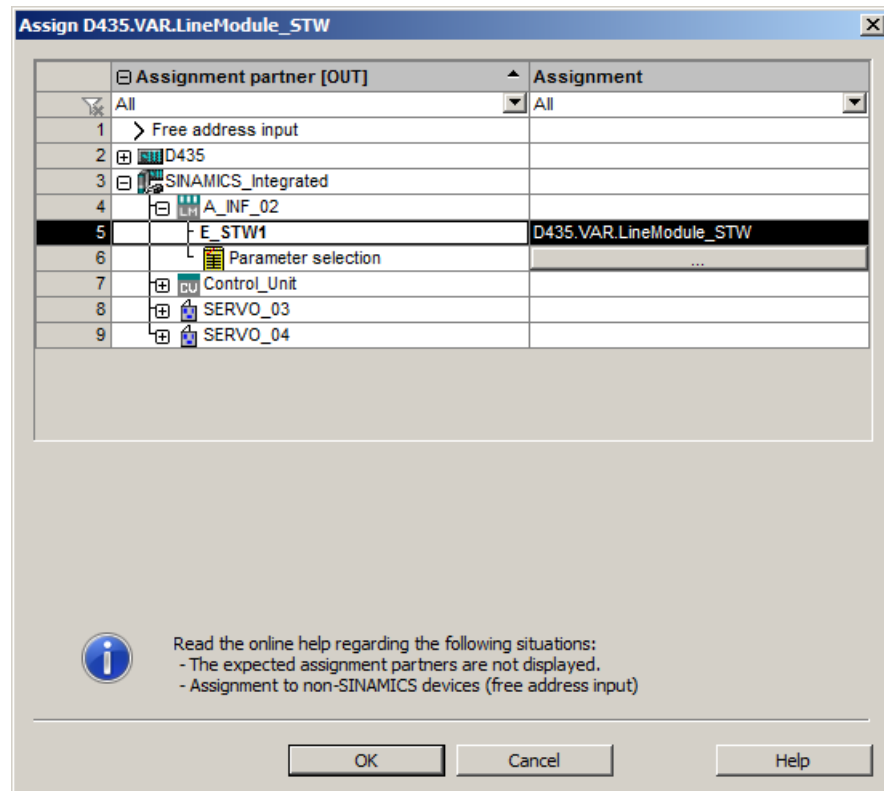 Assign D435.VAR.LineModule_STW
Assignment partner [OUT] Assignment
All All
1 Free address input
2 D435
3 SINAMICS_Integrated
4 LM A_INF_02
5 E_STW1 D435.VAR.LineModule_STW
6 Parameter selection ...
7 CU Control_Unit
8 SERVO_03
9 SERVO_04
Read the online help regarding the following situations:
- The expected assignment partners are not displayed.
- Assignment to non-SINAMICS devices (free address input)
OK Cancel Help